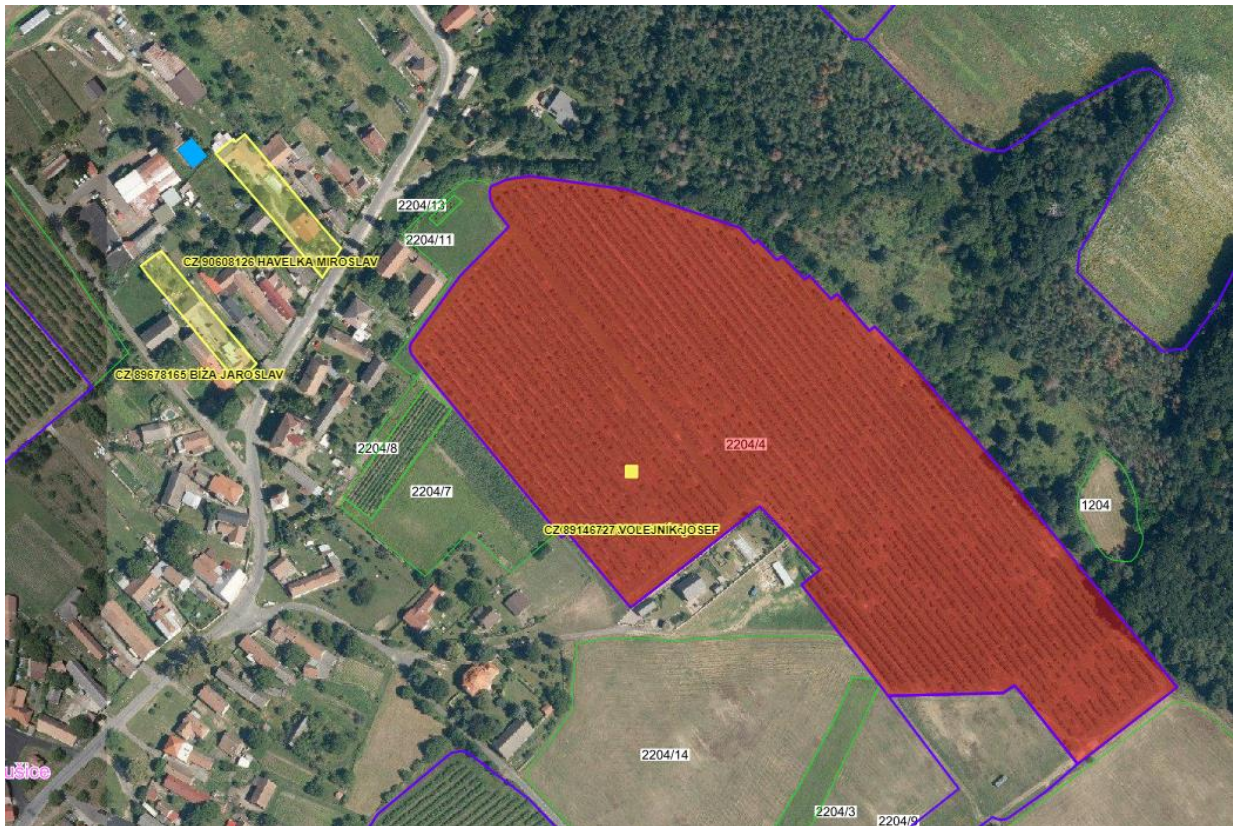 2204/13
2204/11
CZ 90608126 HAVELKA MIROSLAV
CZ 89678165 BÍŽA JAROSLAV
2204/8
2204/4
2204/7
1204
CZ 89146727 VOLEJNÍK JOSEF
2204/14
ušice
2204/3
2204/9